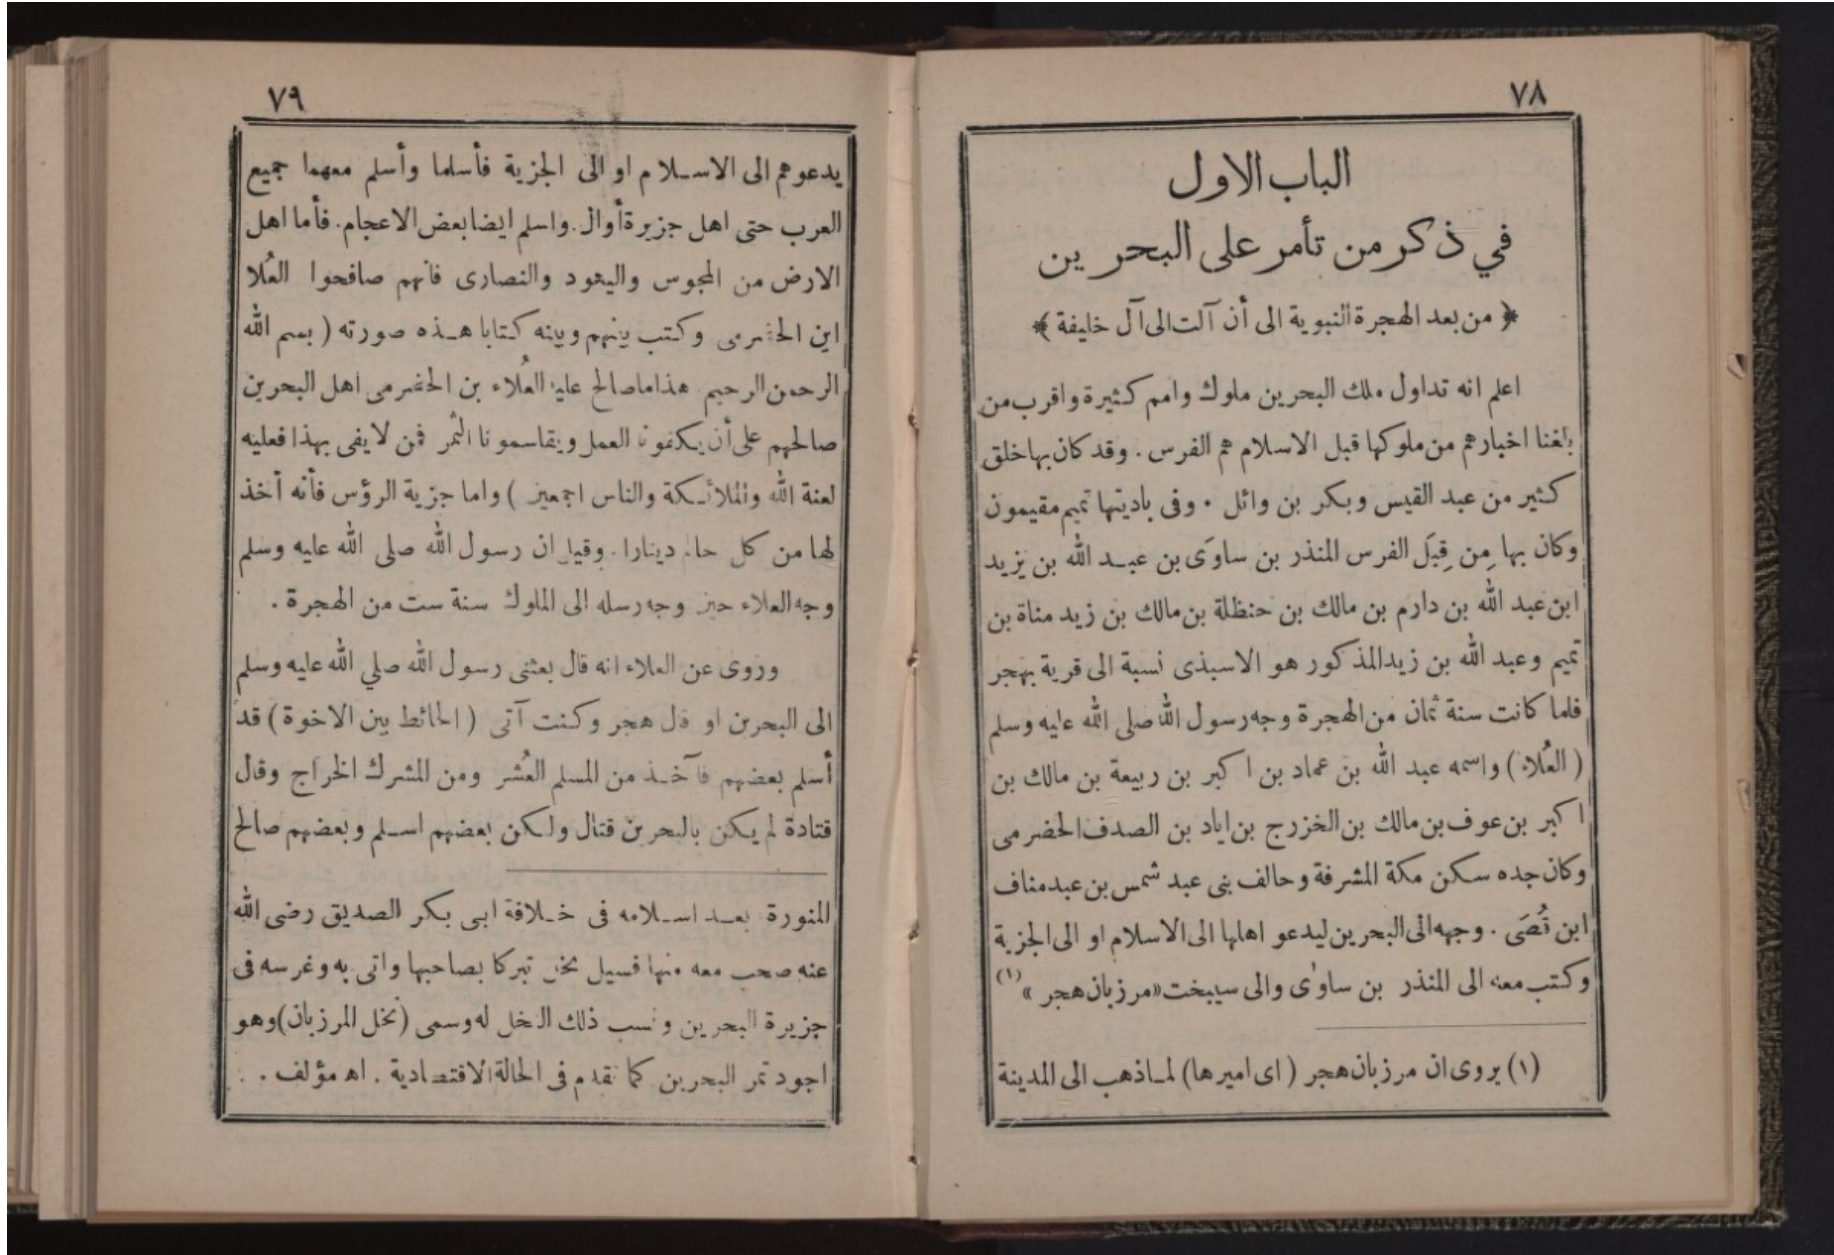 ٧٨
الباب الاول
في ذكر من تأمر على البحرين
﴿ من بعد الهجرة النبوية الى أن آلت الى آل خليفة ﴾
اعلم انه تداول ملك البحرين ملوك وامم كثيرة واقرب من
بلغنا اخبارهم من ملوكها قبل الاسلام هم الفرس . وقد كان بها خلق
كثير من عبد القيس وبكر بن وائل . وفى باديتها تميم مقيمون
وكان بها مِن قِبَل الفرس المنذر بن ساوَى بن عبد الله بن يزيد
ابن عبد الله بن دارم بن مالك بن حنظلة بن مالك بن زيد مناة بن
تميم وعبد الله بن زيد المذكور هو الاسبذى نسبة الى قرية بهجر
فلما كانت سنة ثمان من الهجرة وجه رسول الله صلى الله عليه وسلم
( العُلاء ) واسمه عبد الله بن عماد بن اكبر بن ربيعة بن مالك بن
اكبر بن عوف بن مالك بن الخزرج بن اياد بن الصدف الحضرمى
وكان جده سكن مكة المشرفة وحالف بنى عبد شمس بن عبد مناف
ابن قُصَى . وجهه الى البحرين ليدعو اهلها الى الاسلام او الى الجزية
وكتب معه الى المنذر بن ساوٰى والى سيبخت «مرزبان هجر » (١)
(١) يروى ان مرزبان هجر ( اى اميرها ) لما ذهب الى المدينة
٧٩
يدعوهم الى الاسلام او الى الجزية فأسلما وأسلم معهما جميع
العرب حتى اهل جزيرة أوال . واسلم ايضا بعض الاعجام . فأما اهل
الارض من المجوس واليهود والنصارى فانهم صافحوا العُلا
ابن الحضرمى وكتب بينهم وبينه كتابا هذه صورته ( بسم الله
الرحمن الرحيم هذا ما صالح عليه العُلاء بن الحضرمى اهل البحرين
صالحهم على أن يكفونا العمل ويقاسمونا الثمر فمن لا يفى بهذا فعليه
لعنة الله والملائكة والناس اجمعين ) واما جزية الرؤس فأنه أخذ
لها من كل حالم دينارا . وقيل ان رسول الله صلى الله عليه وسلم
وجه العلاء حين وجه رسله الى الملوك سنة ست من الهجرة .
وروى عن العلاء انه قال بعثنى رسول الله صلي الله عليه وسلم
الى البحرين او قال هجر وكنت آتى ( الحائط بين الاخوة ) قد
أسلم بعضهم فآخذ من المسلم العُشر ومن المشرك الخراج وقال
قتادة لم يكن بالبحرين قتال ولكن بعضهم اسلم وبعضهم صالح
المنورة بعد اسلامه فى خلافة ابى بكر الصديق رضى الله
عنه صحب معه منها فسيل نخل تبركا بصاحبها واتى به وغرسه فى
جزيرة البحرين ونسب ذلك النخل له وسمى ( نخل المرزبان ) وهو
اجود تمر البحرين كما تقدم فى الحالة الاقتصادية . اه مؤلف .